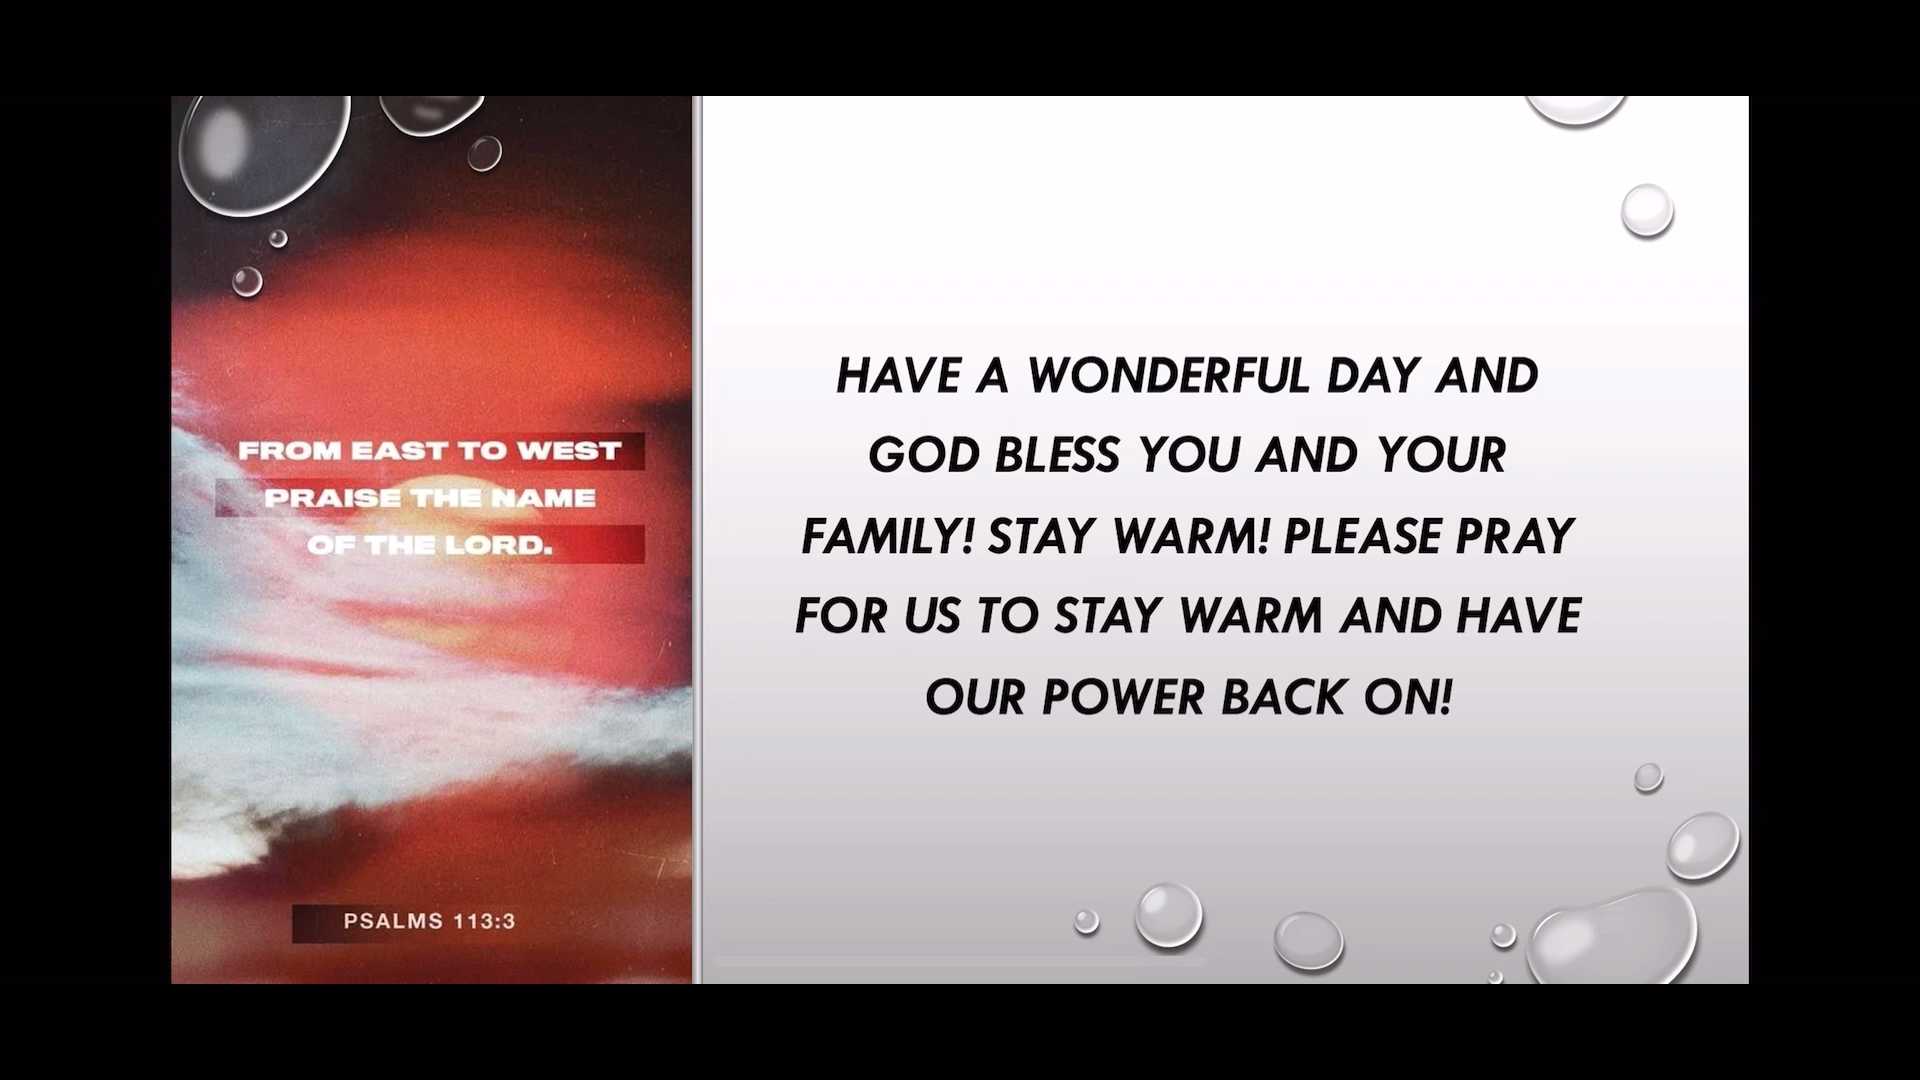 FROM EAST TO WEST
PRAISE THE NAME
OF THE LORD.
PSALMS 113:3
HAVE A WONDERFUL DAY AND
GOD BLESS YOU AND YOUR
FAMILY! STAY WARM! PLEASE PRAY
FOR US TO STAY WARM AND HAVE
OUR POWER BACK ON!